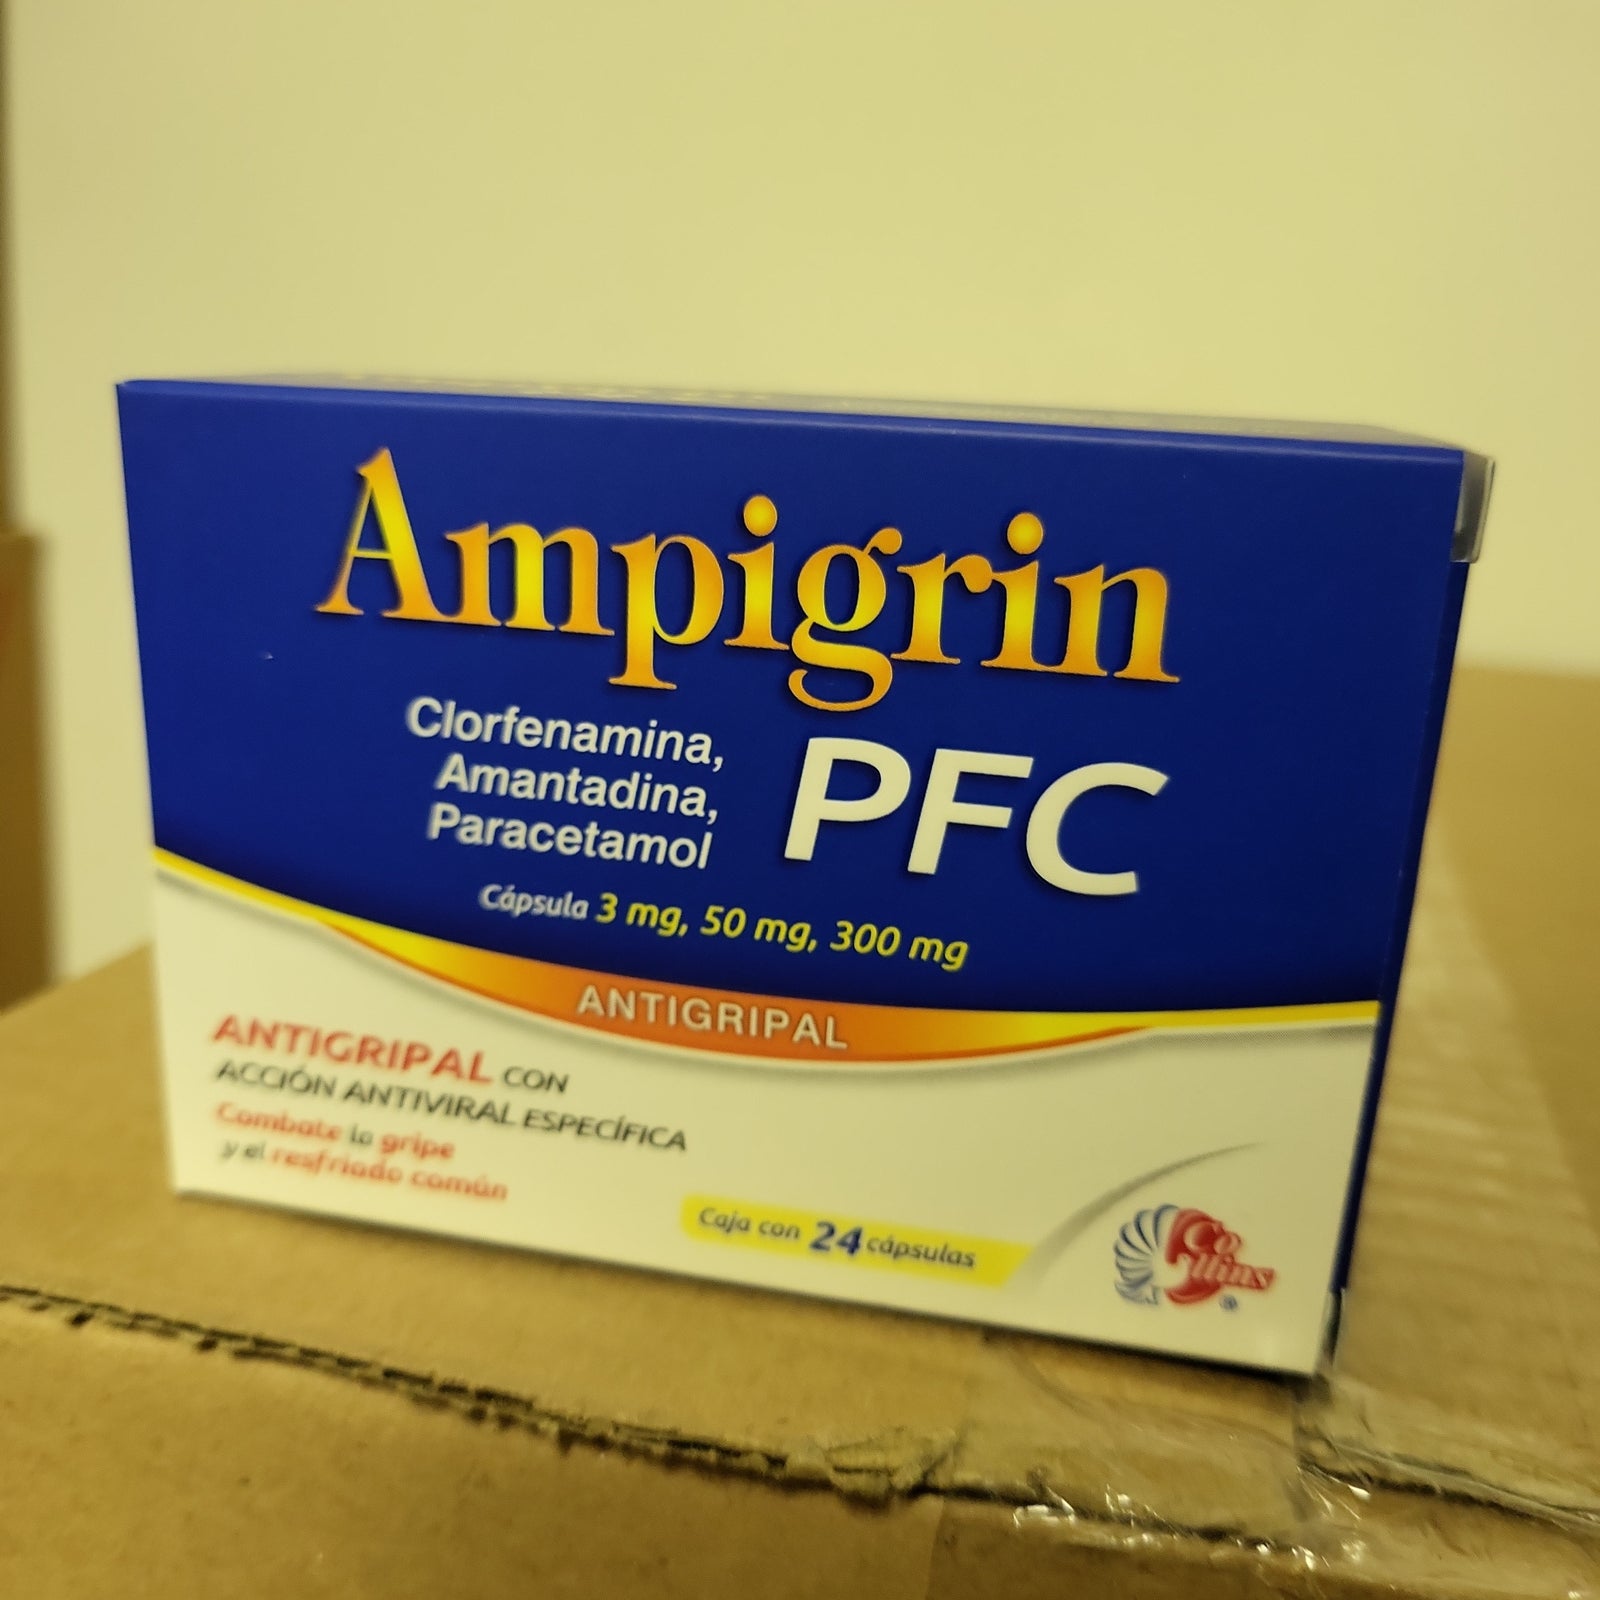 Ampigrin
Clorfenamina,
Amantadina,
Paracetamol
PFC
Cápsula 3 mg, 50 mg, 300 mg
ANTIGRIPAL
ANTIGRIPAL CON
ACCIÓN ANTIVIRAL ESPECÍFICA
Combate la gripe
y el resfriado común
Caja con 24 cápsulas
Collins
®